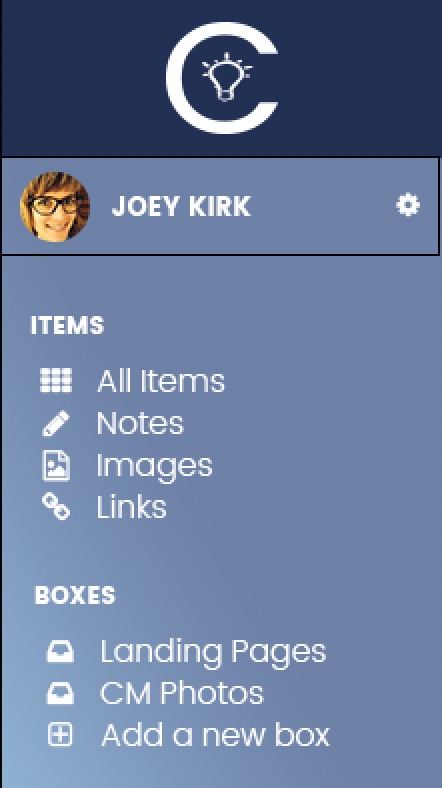 C
JOEY KIRK
ITEMS
All Items
Notes
Images
Links
BOXES
Landing Pages
CM Photos
Add a new box